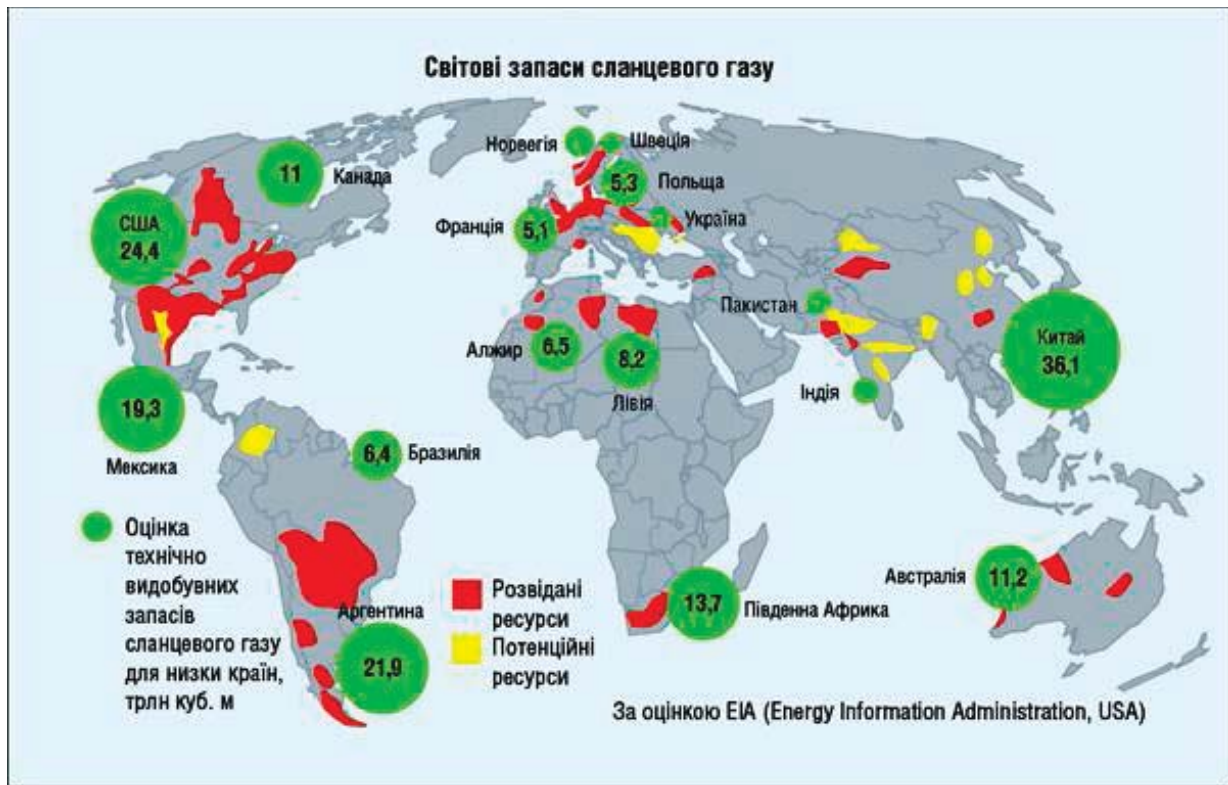 Світові запаси сланцевого газу
Норвегія
Швеція
11
Канада
5,3
Польща
США
24,4
Франція
5,1
Україна
Пакистан
Китай
36,1
Алжир
6,5
8,2
Лівія
Індія
19,3
Мексика
6,4
Бразилія
Оцінка
технічно
видобувних
запасів
сланцевого газу
для низки країн,
трлн куб. м
Аргентина
21,9
Розвідані
ресурси
Потенційні
ресурси
13,7
Південна Африка
Австралія
11,2
За оцінкою EIA (Energy Information Administration, USA)